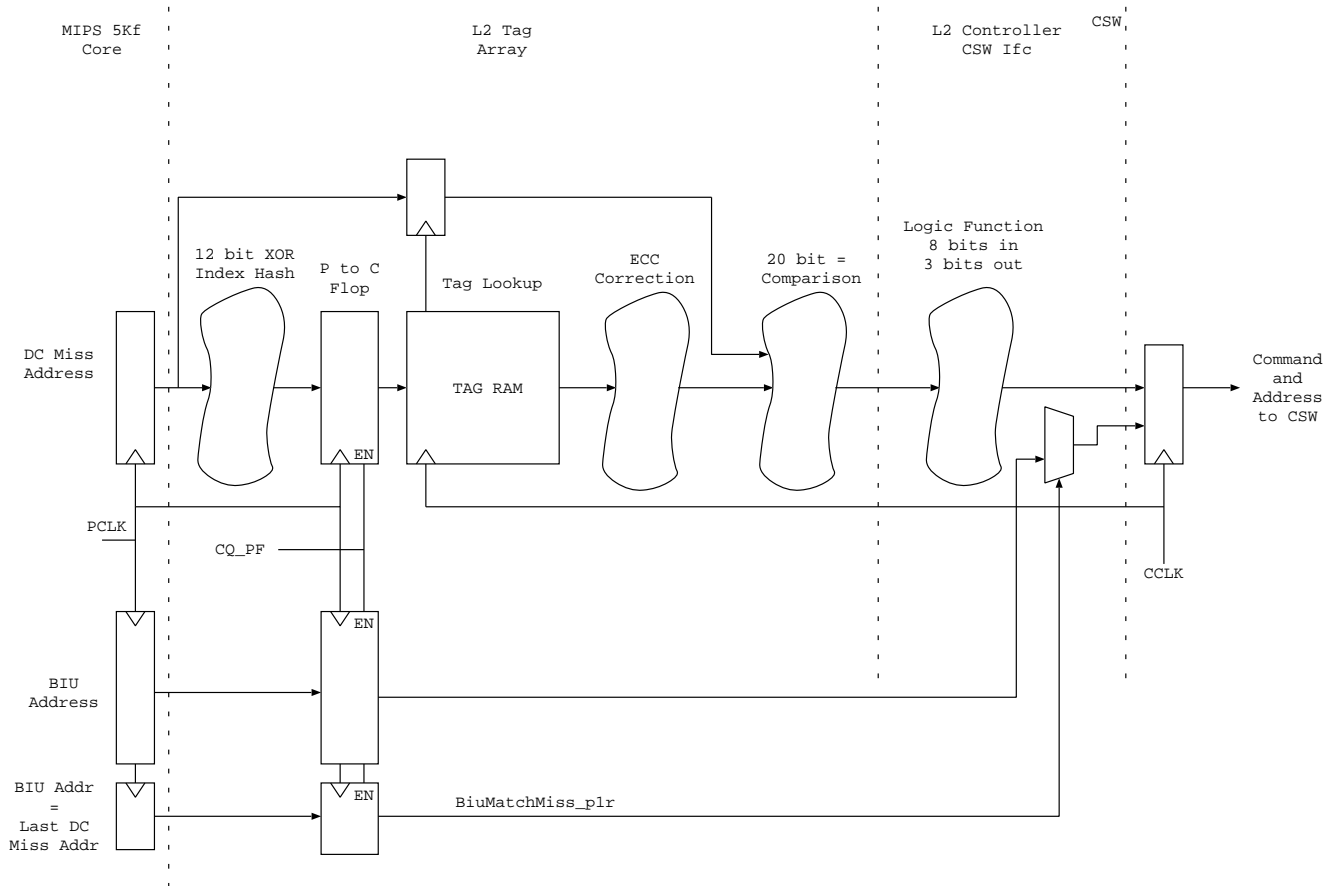 MIPS 5Kf
Core
L2 Tag
Array
L2 Controller
CSW Ifc
CSW
12 bit XOR
Index Hash
P to C
Flop
Tag Lookup
ECC
Correction
20 bit =
Comparison
Logic Function
8 bits in
3 bits out
DC Miss
Address
TAG RAM
EN
Command
and
Address
to CSW
PCLK
CQ_PF
CCLK
EN
BIU
Address
BIU Addr
=
Last DC
Miss Addr
EN
BiuMatchMiss_p1r